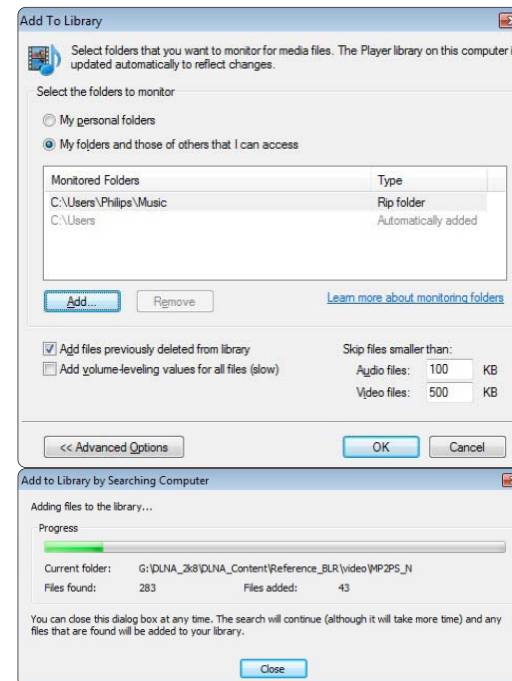 Add To Library
Select folders that you want to monitor for media files. The Player library on this computer
updated automatically to reflect changes.
Select the folders to monitor
My personal folders
My folders and those of others that I can access
Monitored Folders Type
C:\Users\Philips\Music Rip folder
C:\Users Automatically added
Add... Remove Learn more about monitoring folders
Add files previously deleted from library Skip files smaller than:
Add volume-leveling values for all files (slow) Audio files: 100 KB
Video files: 500 KB
<< Advanced Options OK Cancel
Add to Library by Searching Computer
Adding files to the library...
Progress
Current folder: G:\DLNA_2k8\DLNA_Content\Reference_BLR\video\MP2PS_N
Files found: 283 Files added: 43
You can close this dialog box at any time. The search will continue (although it will take more time) and any
files that are found will be added to your library.
Close